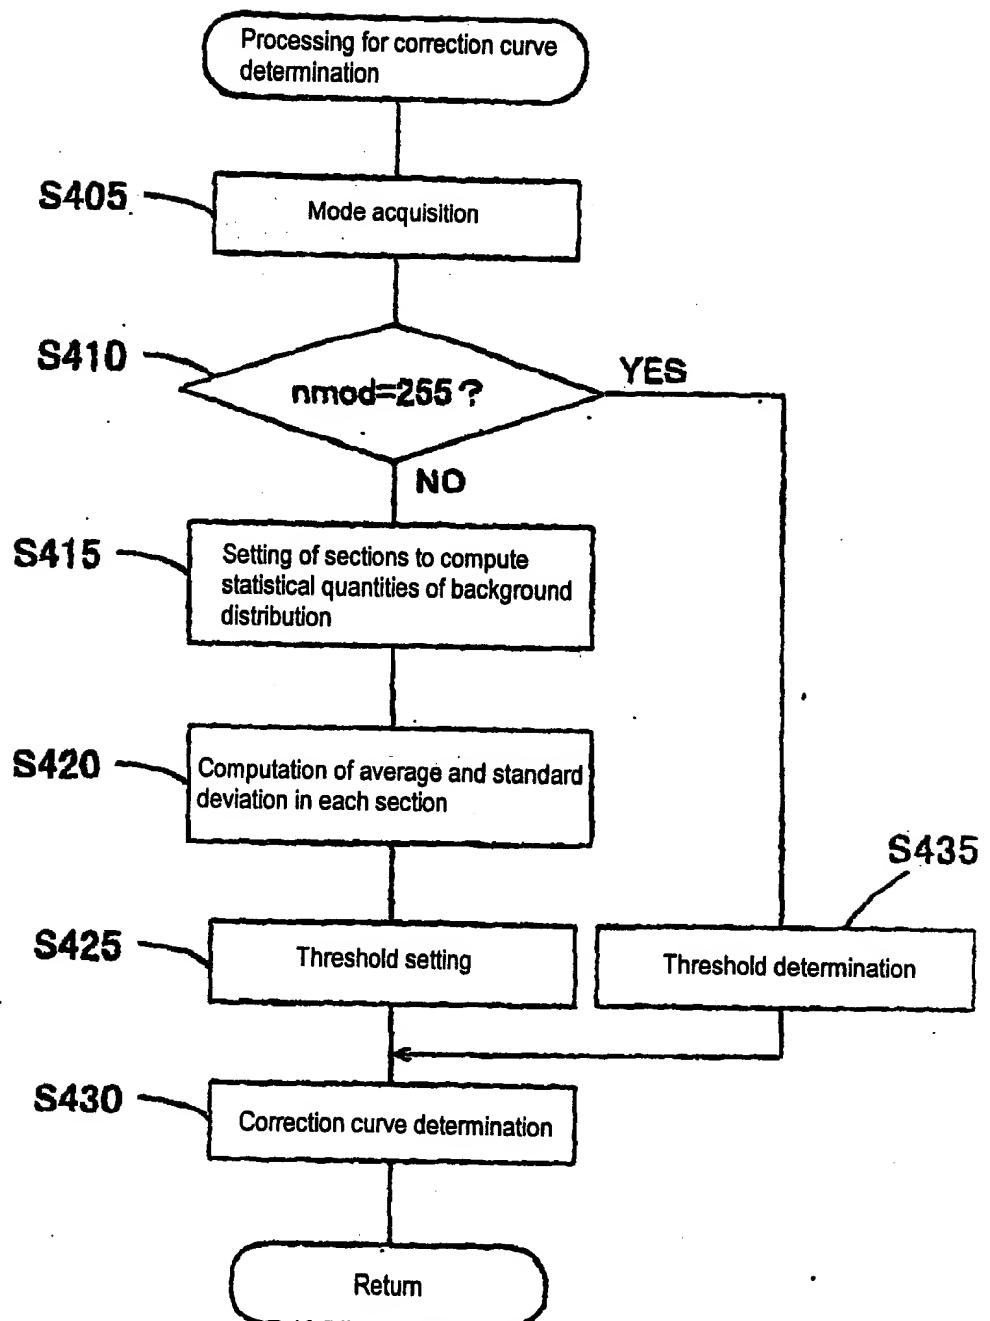 Processing for correction curve
determination
S405
Mode acquisition
S410
nmod=255?
YES
NO
S415
Setting of sections to compute
statistical quantities of background
distribution
S420
Computation of average and standard
deviation in each section
S435
S425
Threshold setting
Threshold determination
S430
Correction curve determination
Return